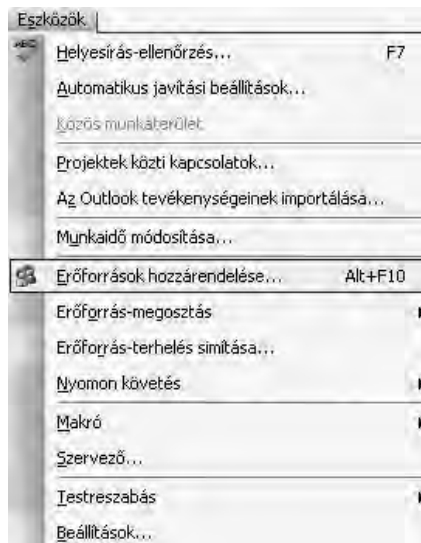 Eszközök
Helyesírás-ellenőrzés... F7
Automatikus javítási beállítások...
Közös munkaterület
Projektek közti kapcsolatok...
Az Outlook tevékenységeinek importálása...
Munkaidő módosítása...
Erőforrások hozzárendelése... Alt+F10
Erőforrás-megosztás
Erőforrás-terhelés simítása...
Nyomon követés
Makró
Szervező...
Testreszabás
Beállítások...